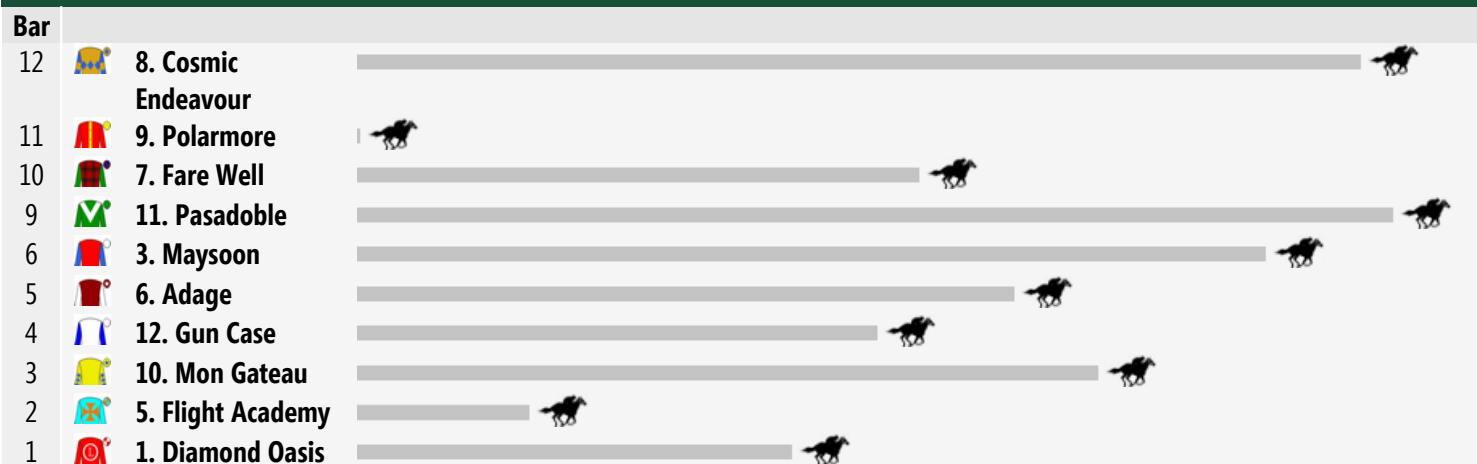 Bar
12 8. Cosmic
Endeavour
11 9. Polarmore
10 7. Fare Well
9 11. Pasadoble
6 3. Maysoon
5 6. Adage
4 12. Gun Case
3 10. Mon Gateau
2 5. Flight Academy
1 1. Diamond Oasis